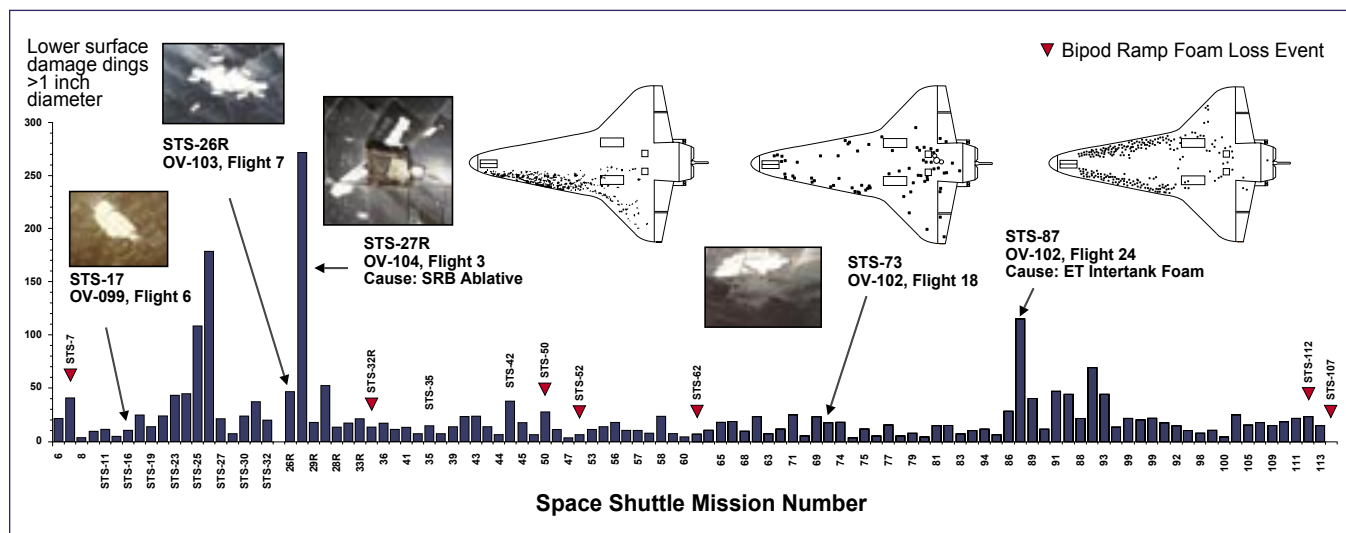 Lower surface
damage dings
>1 inch
diameter
Bipod Ramp Foam Loss Event
STS-26R
OV-103, Flight 7
STS-17
OV-099, Flight 6
STS-27R
OV-104, Flight 3
Cause: SRB Ablative
STS-73
OV-102, Flight 18
STS-87
OV-102, Flight 24
Cause: ET Intertank Foam
300
250
200
150
100
50
0
STS-7
STS-32R
STS-35
STS-42
STS-50
STS-52
STS-62
STS-112
STS-107
6
8
STS-11
STS-16
STS-19
STS-23
STS-25
STS-27
STS-30
STS-32
26R
29R
28R
33R
36
41
35
43
44
45
50
47
53
56
57
58
60
65
68
63
71
69
74
75
77
79
81
83
94
86
87
91
88
93
99
99
92
98
100
105
109
111
113
Space Shuttle Mission Number